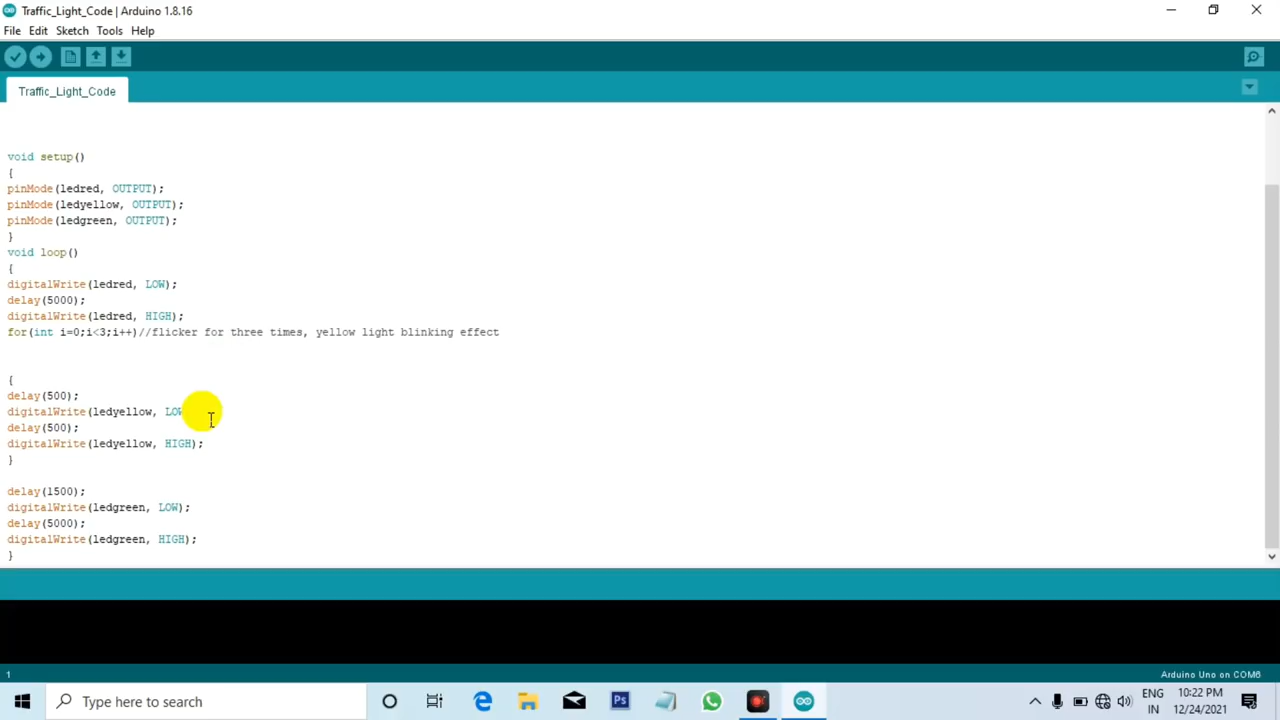 Traffic_Light_Code | Arduino 1.8.16
File Edit Sketch Tools Help
Traffic_Light_Code
void setup()
{
pinMode(ledred, OUTPUT);
pinMode(ledyellow, OUTPUT);
pinMode(ledgreen, OUTPUT);
}
void loop()
{
digitalWrite(ledred, LOW);
delay(5000);
digitalWrite(ledred, HIGH);
for(int i=0;i<3;i++)//flicker for three times, yellow light blinking effect
{
delay(500);
digitalWrite(ledyellow, LOW
delay(500);
digitalWrite(ledyellow, HIGH);
}
delay(1500);
digitalWrite(ledgreen, LOW);
delay(5000);
digitalWrite(ledgreen, HIGH);
}
1 Arduino Uno on COM6
Type here to search
Ps
ENG 10:22 PM
IN 12/24/2021